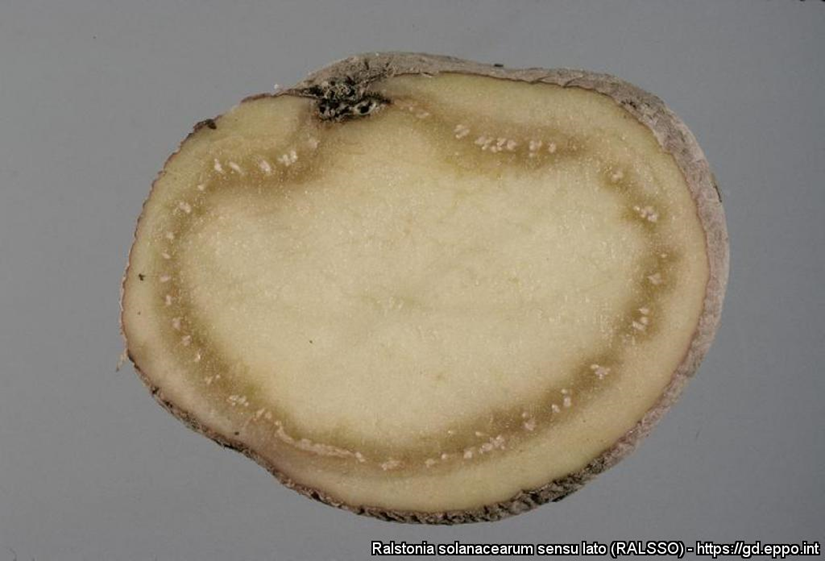 Ralstonia solanacearum sensu lato (RALSSO) - https://gd.eppo.int